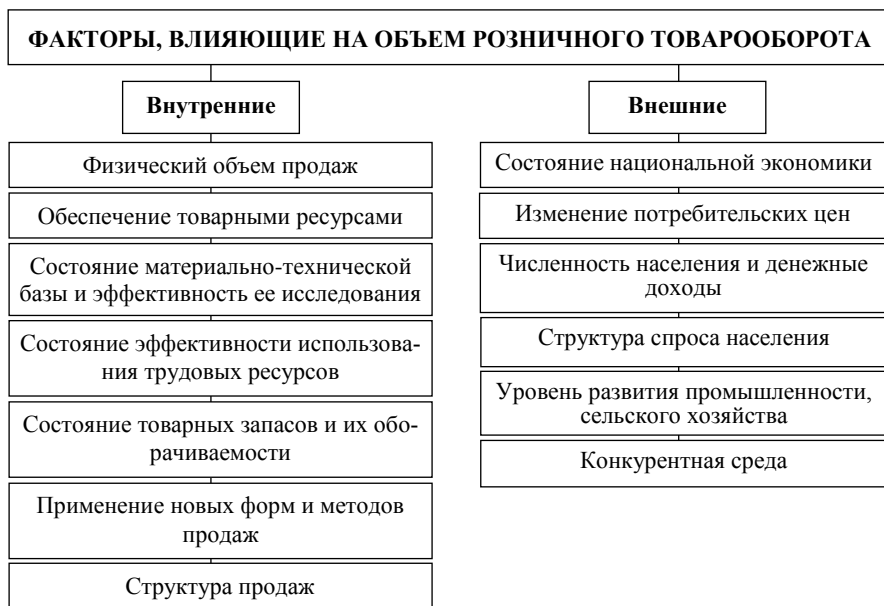 ФАКТОРЫ, ВЛИЯЮЩИЕ НА ОБЪЕМ РОЗНИЧНОГО ТОВАРООБОРОТА
Внутренние
Физический объем продаж
Обеспечение товарными ресурсами
Состояние материально-технической
базы и эффективность ее исследования
Состояние эффективности использова-
ния трудовых ресурсов
Состояние товарных запасов и их обо-
рачиваемости
Применение новых форм и методов
продаж
Структура продаж
Внешние
Состояние национальной экономики
Изменение потребительских цен
Численность населения и денежные
доходы
Структура спроса населения
Уровень развития промышленности,
сельского хозяйства
Конкурентная среда